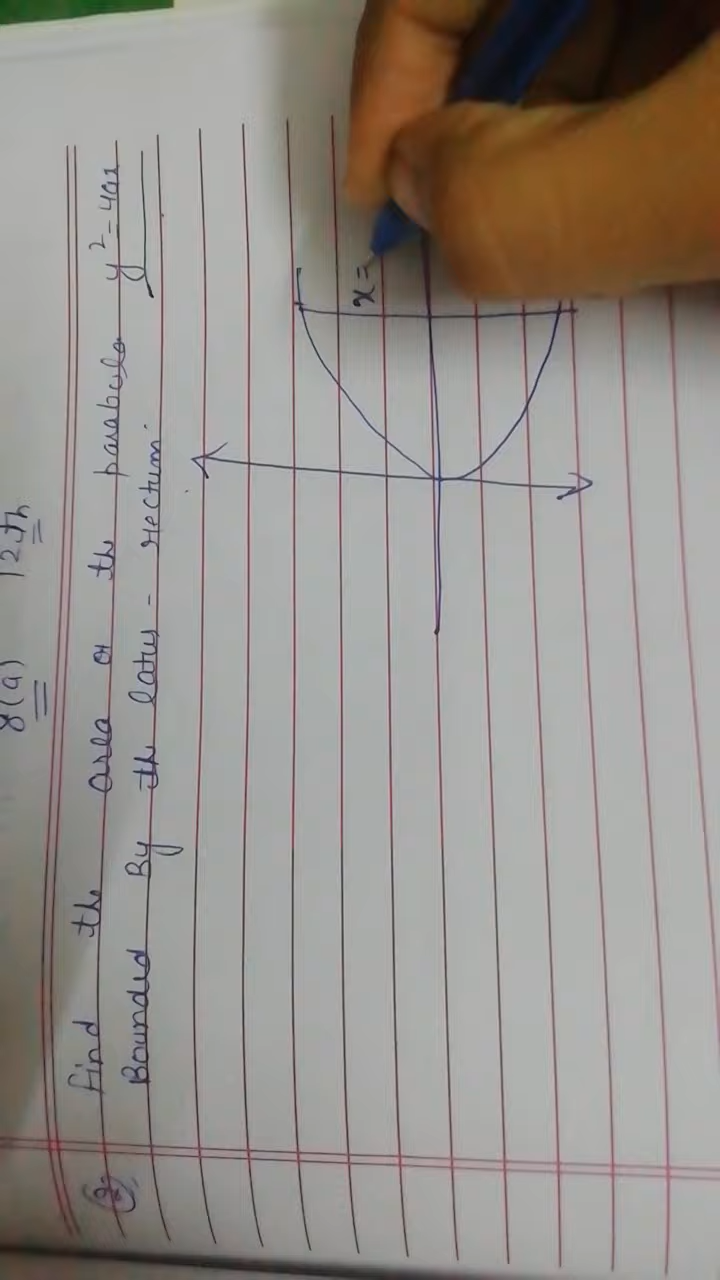 8(a) 12th
Q. find the area of the parabola y² = 4ax
Bounded By the latus - rectum.
x =